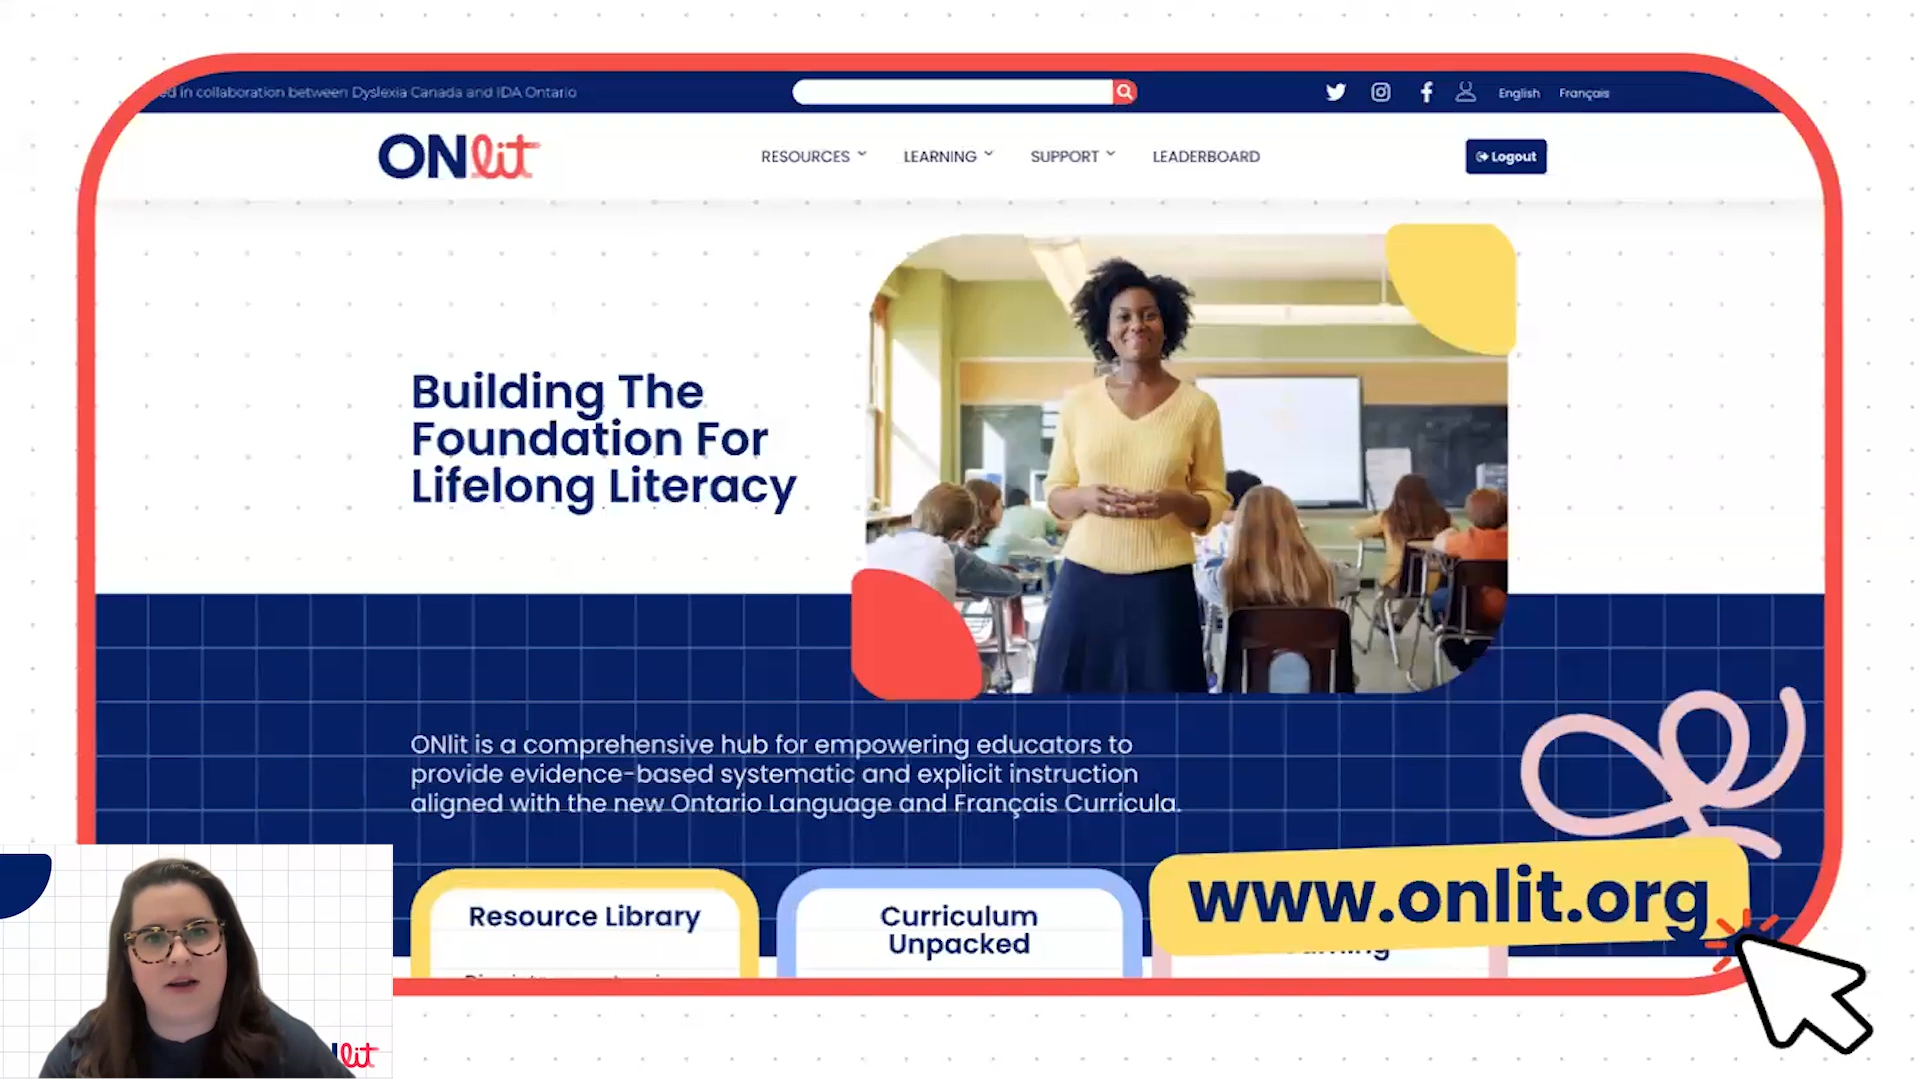 in collaboration between Dyslexia Canada and IDA Ontario
English Français
ONlit
RESOURCES LEARNING SUPPORT LEADERBOARD
Logout
Building The
Foundation For
Lifelong Literacy
ONlit is a comprehensive hub for empowering educators to
provide evidence-based systematic and explicit instruction
aligned with the new Ontario Language and Français Curricula.
Resource Library
Curriculum
Unpacked
www.onlit.org
lit